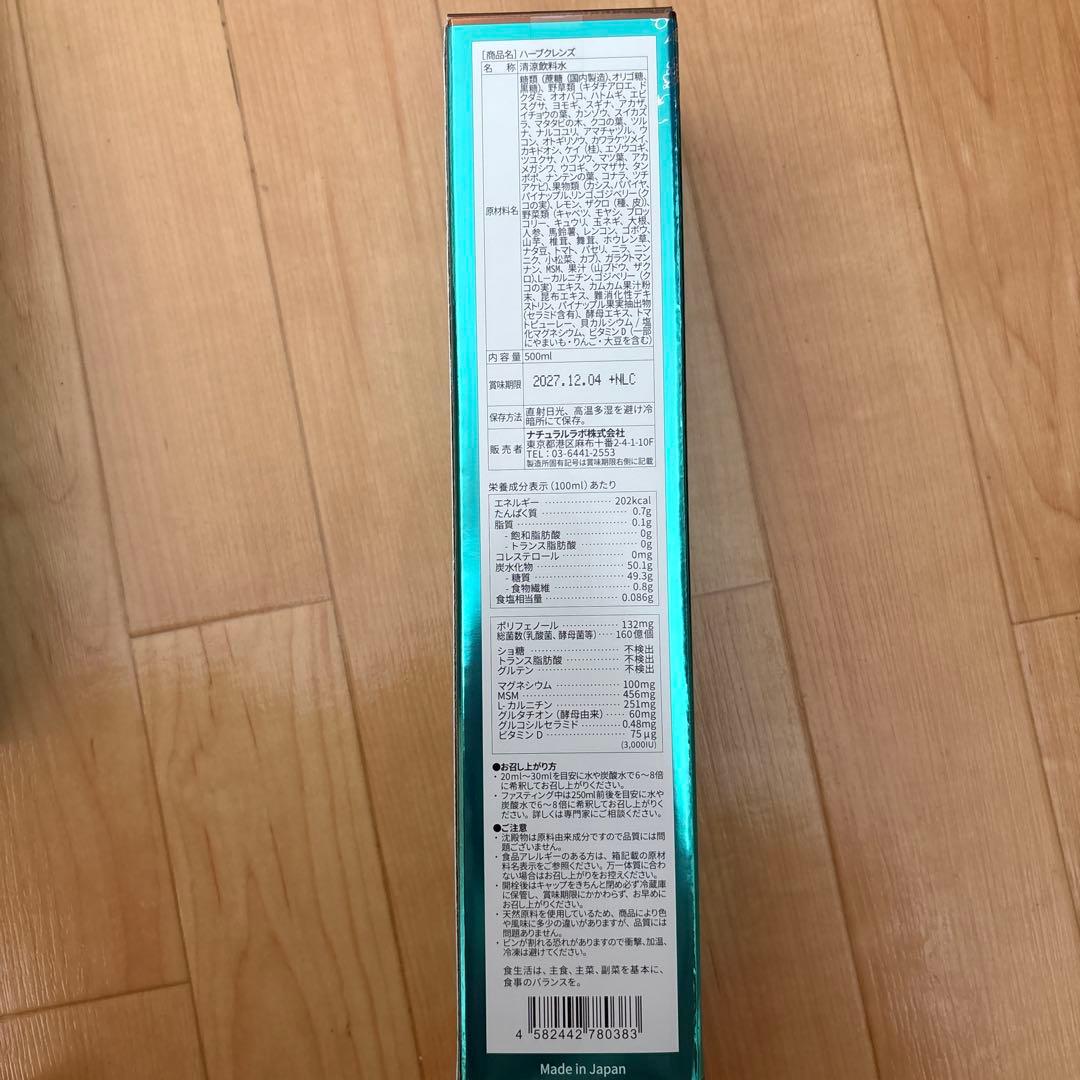 [商品名] ハーブクレンズ
名 称 清涼飲料水
原材料名
糖類（蔗糖（国内製造）、オリゴ糖、
黒糖）、野草類（キダチアロエ、ド
クダミ、オオバコ、ハトムギ、エビ
スグサ、ヨモギ、スギナ、アカザ、
イチョウの葉、カンゾウ、スイカズ
ラ、マタタビの木、クコの葉、ツル
ナ、ナルコユリ、アマチャヅル、ウ
コン、オトギリソウ、カワラケツメイ、
カキドオシ、ケイ（桂）、エゾウコギ、
ツユクサ、ハブソウ、マツ葉、アカ
メガシワ、ウコギ、クマザサ、タン
ポポ、ナンテンの葉、コナラ、ツチ
アケビ）、果物類（カシス、パパイヤ、
パイナップル、リンゴ、ゴジベリー（ク
コの実）、レモン、ザクロ（種、皮））、
野菜類（キャベツ、モヤシ、ブロッ
コリー、キュウリ、玉ネギ、大根、
人参、馬鈴薯、レンコン、ゴボウ、
山芋、椎茸、舞茸、ホウレン草、
ナタ豆、トマト、パセリ、ニラ、ニン
ニク、小松菜、カブ）、ガラクトマン
ナン、MSM、果汁（山ブドウ、ザク
ロ）、L－カルニチン、ゴジベリー（ク
コの実）エキス、カムカム果汁粉
末、昆布エキス、難消化性デキ
ストリン、パイナップル果実抽出物
（セラミド含有）、酵母エキス、トマ
トピューレー、貝カルシウム / 塩
化マグネシウム、ビタミンD（一部
にやまいも・りんご・大豆を含む）
内容量 500ml
賞味期限 2027.12.04 +NLC
保存方法 直射日光、高温多湿を避け冷
暗所にて保存。
販売者 ナチュラルラボ株式会社
東京都港区麻布十番2-4-1-10F
TEL：03-6441-2553
製造所固有記号は賞味期限右側に記載
栄養成分表示（100ml）あたり
エネルギー ………… 202kcal
たんぱく質 ………… 0.7g
脂質 ………… 0.1g
- 飽和脂肪酸 ………… 0g
- トランス脂肪酸 ………… 0g
コレステロール ………… 0mg
炭水化物 ………… 50.1g
- 糖質 ………… 49.3g
- 食物繊維 ………… 0.8g
食塩相当量 ………… 0.086g
ポリフェノール ………… 132mg
総菌数（乳酸菌、酵母菌等）…… 160億個
ショ糖 ………… 不検出
トランス脂肪酸 ………… 不検出
グルテン ………… 不検出
マグネシウム ………… 100mg
MSM ………… 456mg
L-カルニチン ………… 251mg
グルタチオン（酵母由来）…… 60mg
グルコシルセラミド ………… 0.48mg
ビタミンD ………… 75μg
(3,000IU)
●お召し上がり方
・20ml～30mlを目安に水や炭酸水で6～8倍
に希釈してお召し上がりください。
・ファスティング中は250ml前後を目安に水や
炭酸水で6～8倍に希釈してお召し上がりく
ださい。詳しくは専門家にご相談ください。
●ご注意
・沈殿物は原料由来成分ですので品質には問
題ございません。
・食品アレルギーのある方は、箱記載の原材
料名表示をご参照ください。万一体質に合わ
ない場合はお召し上がりをお控えください。
・開栓後はキャップをきちんと閉め必ず冷蔵庫
に保管し、賞味期限にかかわらず、お早めに
お召し上がりください。
・天然原料を使用しているため、商品により色
や風味に多少の違いがありますが、品質には
問題ありません。
・ビンが割れる恐れがありますので衝撃、加温、
冷凍は避けてください。
食生活は、主食、主菜、副菜を基本に、
食事のバランスを。
4 582442 780383
Made in Japan